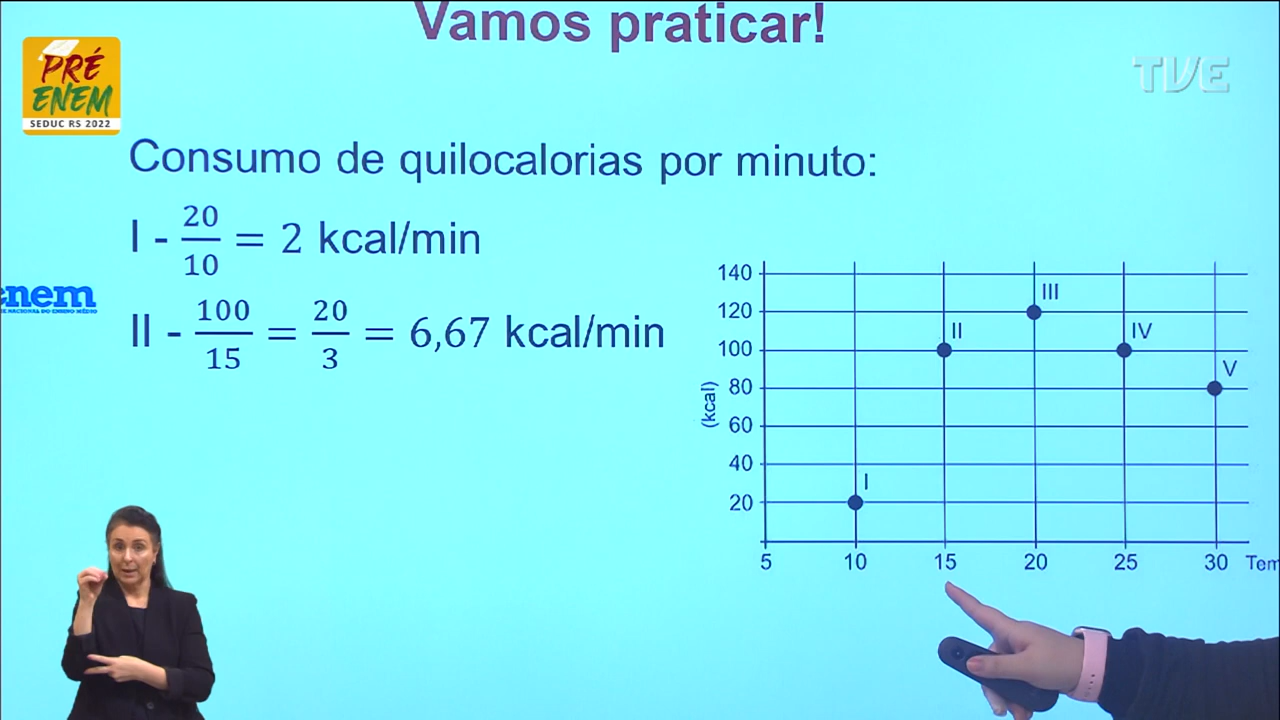 Vamos praticar!
PRÉ
ENEM
SEDUC RS 2022
TVE
Consumo de quilocalorias por minuto:
I - 20/10 = 2 kcal/min
enem
II - 100/15 = 20/3 = 6,67 kcal/min
(kcal)
140
120
100
80
60
40
20
I
II
III
IV
V
5 10 15 20 25 30 Tem